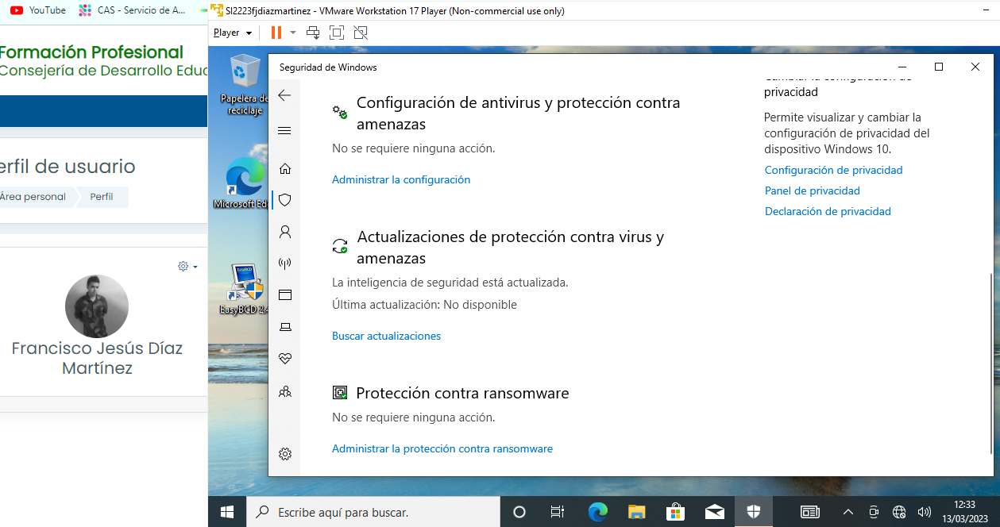 YouTube
CAS - Servicio de A...
SI2223fjdiazmartinez - VMware Workstation 17 Player (Non-commercial use only)
Player
Formación Profesional
Consejería de Desarrollo Educ
erfil de usuario
Área personal
Perfil
Francisco Jesús Díaz
Martínez
Papelera de
reciclaje
Microsoft Ed
EasyBCD 2.4
Seguridad de Windows
Configuración de antivirus y protección contra
amenazas
No se requiere ninguna acción.
Administrar la configuración
Actualizaciones de protección contra virus y
amenazas
La inteligencia de seguridad está actualizada.
Última actualización: No disponible
Buscar actualizaciones
Protección contra ransomware
No se requiere ninguna acción.
Administrar la protección contra ransomware
Cambiar la configuración de
privacidad
Permite visualizar y cambiar la
configuración de privacidad del
dispositivo Windows 10.
Configuración de privacidad
Panel de privacidad
Declaración de privacidad
Escribe aquí para buscar.
12:33
13/03/2023